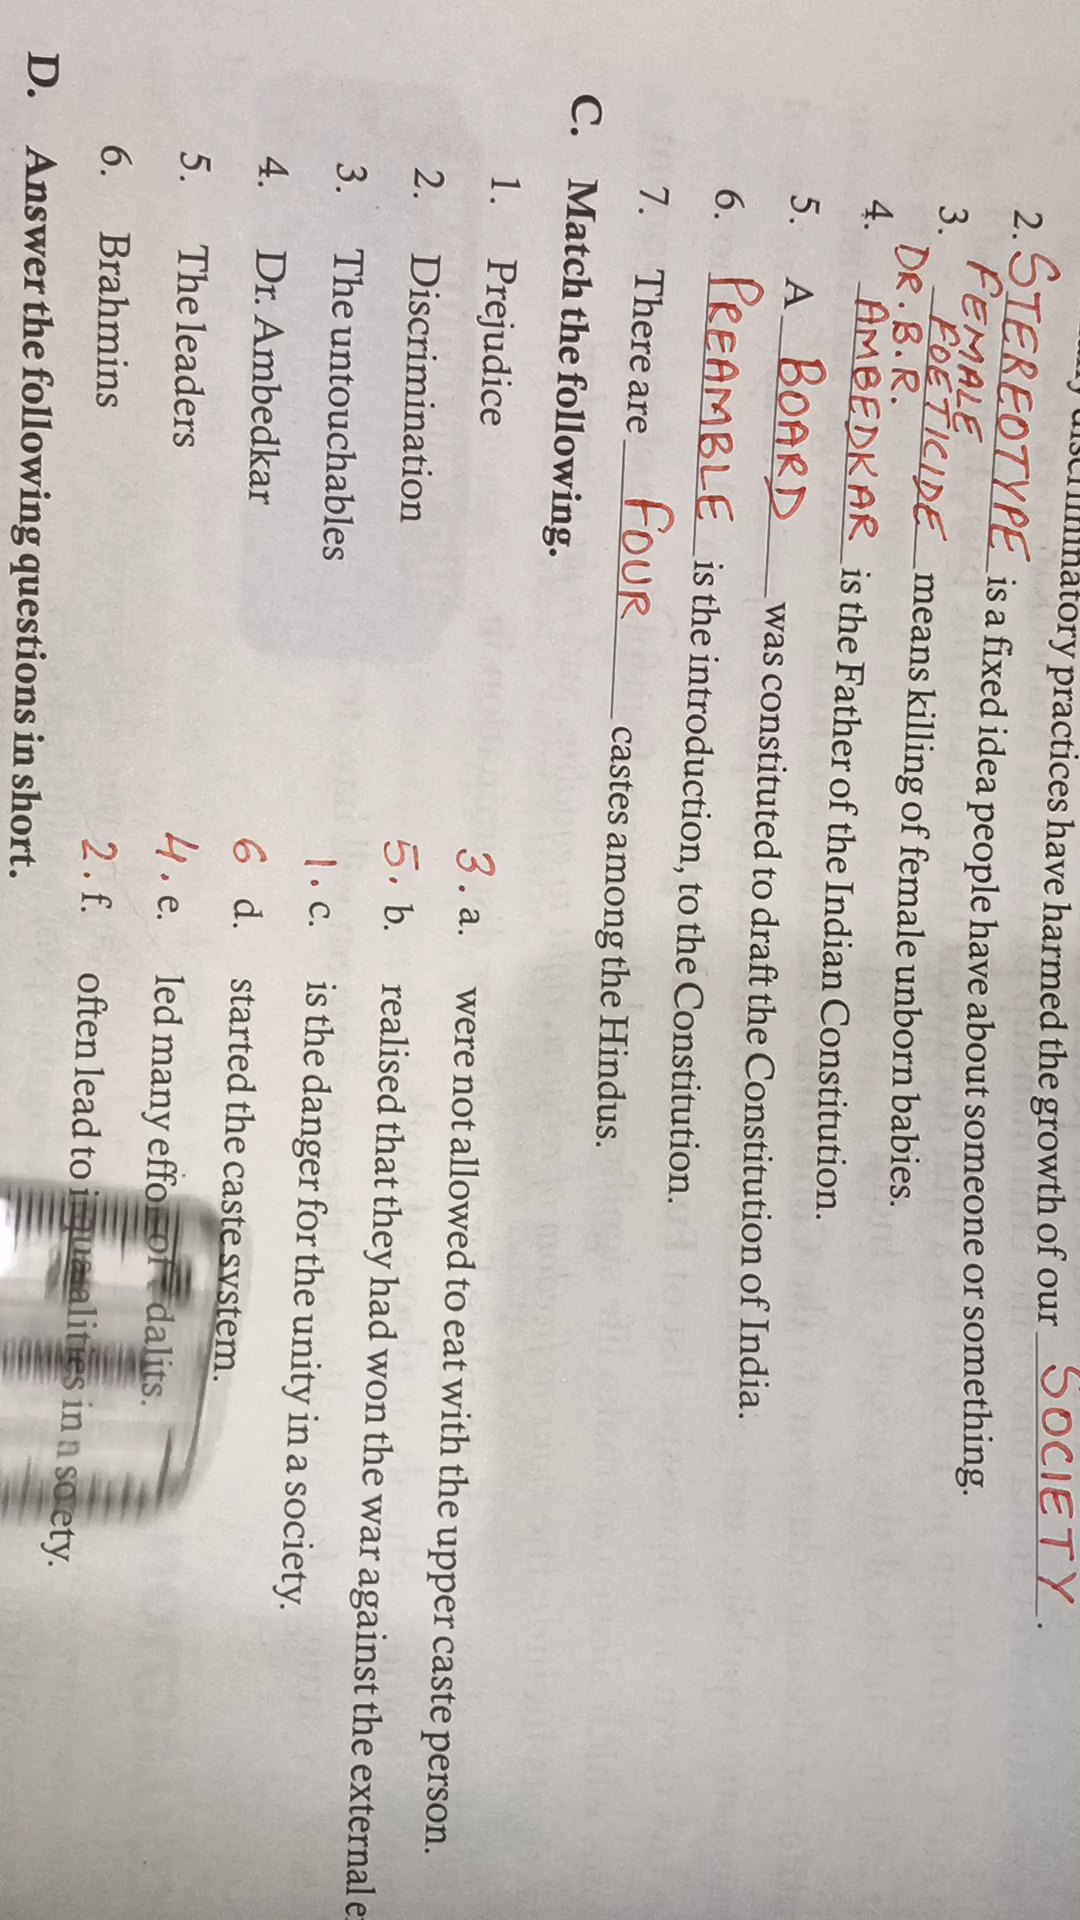 discriminatory practices have harmed the growth of our SOCIETY.
2. STEREOTYPE is a fixed idea people have about someone or something.
3. FEMALE FOETICIDE means killing of female unborn babies.
4. DR. B.R. AMBEDKAR is the Father of the Indian Constitution.
5. A BOARD was constituted to draft the Constitution of India.
6. PREAMBLE is the introduction, to the Constitution.
7. There are FOUR castes among the Hindus.
C. Match the following.
1. Prejudice 3. a. were not allowed to eat with the upper caste person.
2. Discrimination 5. b. realised that they had won the war against the external
3. The untouchables 1. c. is the danger for the unity in a society.
4. Dr. Ambedkar 6 d. started the caste system.
5. The leaders 4. e. led many effo of dalits.
6. Brahmins 2. f. often lead to inequalities in a society.
D. Answer the following questions in short.